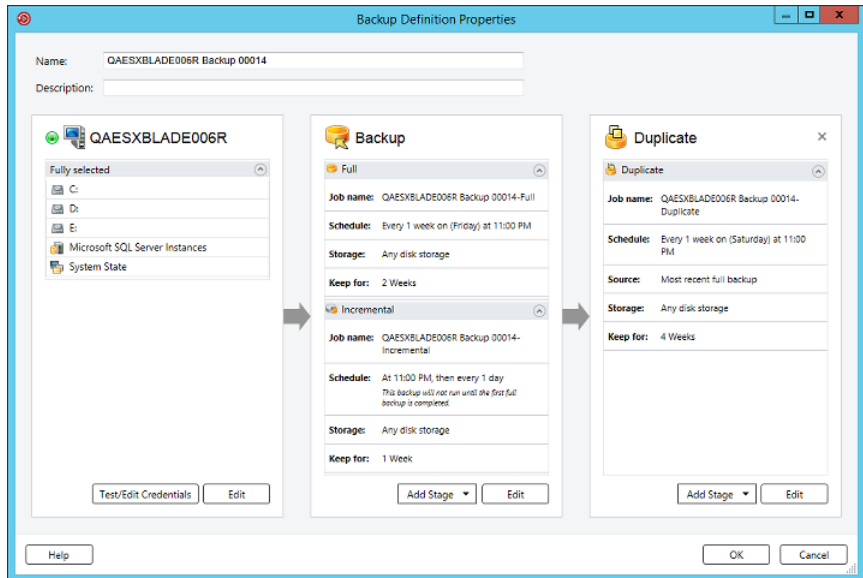 Backup Definition Properties
Name: QAESXBLADE006R Backup 00014
Description:
QAESXBLADE006R
Fully selected
C:
D:
E:
Microsoft SQL Server Instances
System State
Test/Edit Credentials Edit
Backup
Full
Job name: QAESXBLADE006R Backup 00014-Full
Schedule: Every 1 week on (Friday) at 11:00 PM
Storage: Any disk storage
Keep for: 2 Weeks
Incremental
Job name: QAESXBLADE006R Backup 00014-
Incremental
Schedule: At 11:00 PM, then every 1 day
This backup will not run until the first full
backup is completed.
Storage: Any disk storage
Keep for: 1 Week
Add Stage Edit
Duplicate
Duplicate
Job name: QAESXBLADE006R Backup 00014-
Duplicate
Schedule: Every 1 week on (Saturday) at 11:00
PM
Source: Most recent full backup
Storage: Any disk storage
Keep for: 4 Weeks
Add Stage Edit
Help OK Cancel